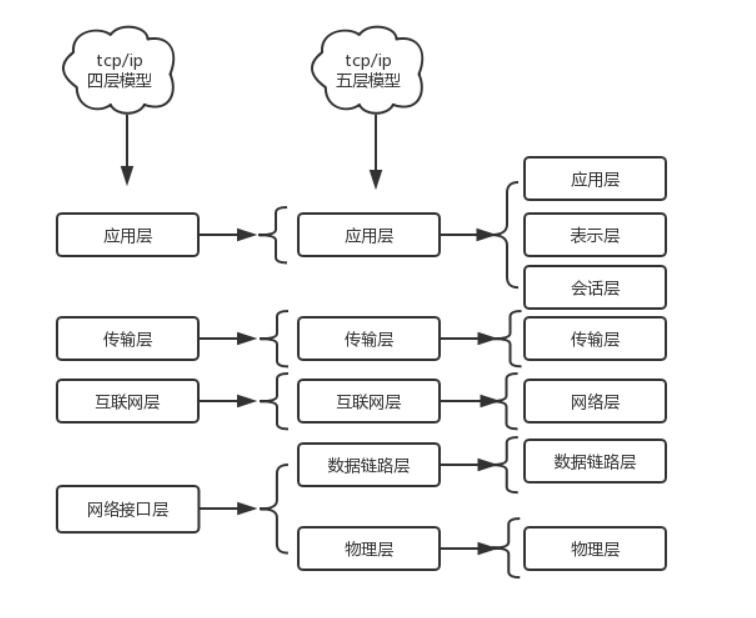 tcp/ip
四层模型
tcp/ip
五层模型
应用层
应用层
应用层
表示层
会话层
传输层
传输层
传输层
互联网层
互联网层
网络层
数据链路层
数据链路层
网络接口层
物理层
物理层